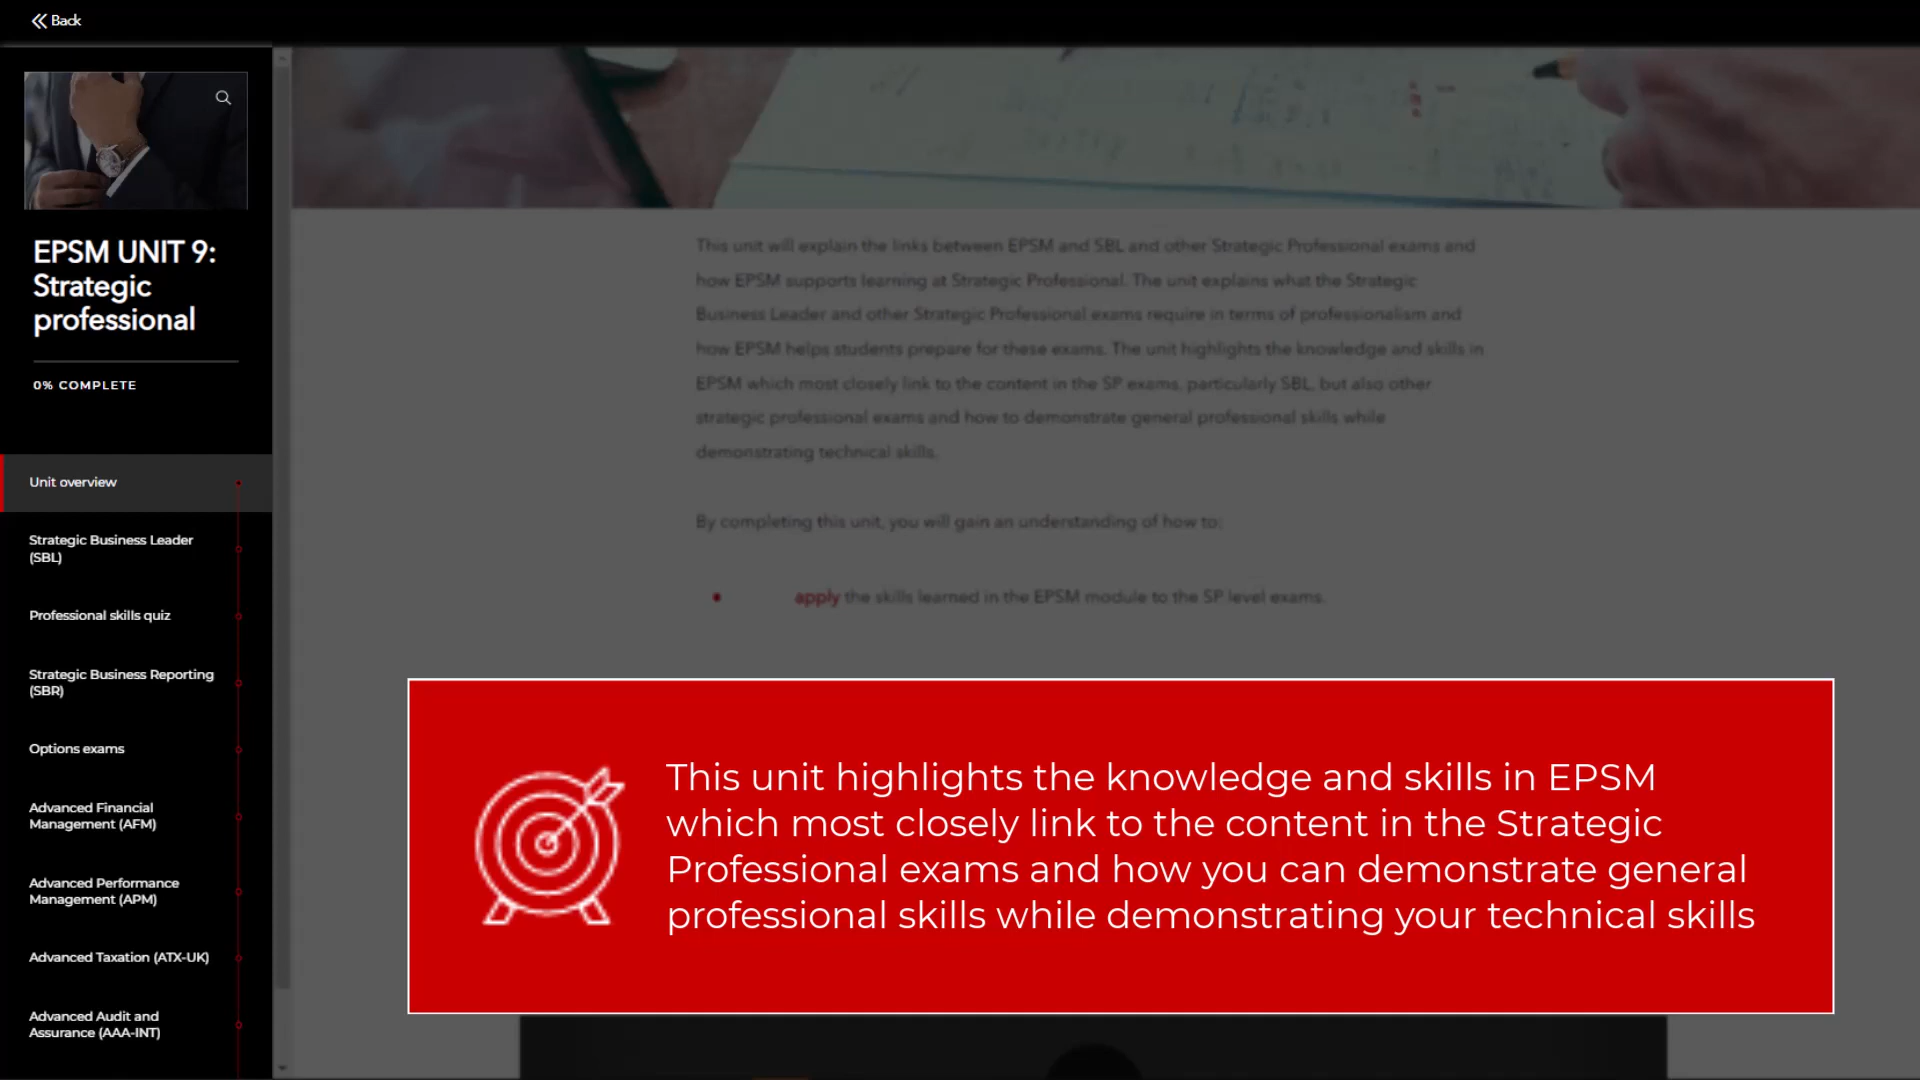 Back
EPSM UNIT 9:
Strategic
professional
0% COMPLETE
Unit overview
Strategic Business Leader
(SBL)
Professional skills quiz
Strategic Business Reporting
(SBR)
Options exams
Advanced Financial
Management (AFM)
Advanced Performance
Management (APM)
Advanced Taxation (ATX-UK)
Advanced Audit and
Assurance (AAA-INT)
This unit will explain the links between EPSM and SBL and other Strategic Professional exams and
how EPSM supports learning at Strategic Professional. The unit explains what the Strategic
Business Leader and other Strategic Professional exams require in terms of professionalism and
how EPSM helps students prepare for these exams. The unit highlights the knowledge and skills in
EPSM which most closely link to the content in the SP exams, particularly SBL, but also other
strategic professional exams and how to demonstrate general professional skills while
demonstrating technical skills.
By completing this unit, you will gain an understanding of how to:
• apply the skills learned in the EPSM module to the SP level exams.
This unit highlights the knowledge and skills in EPSM
which most closely link to the content in the Strategic
Professional exams and how you can demonstrate general
professional skills while demonstrating your technical skills